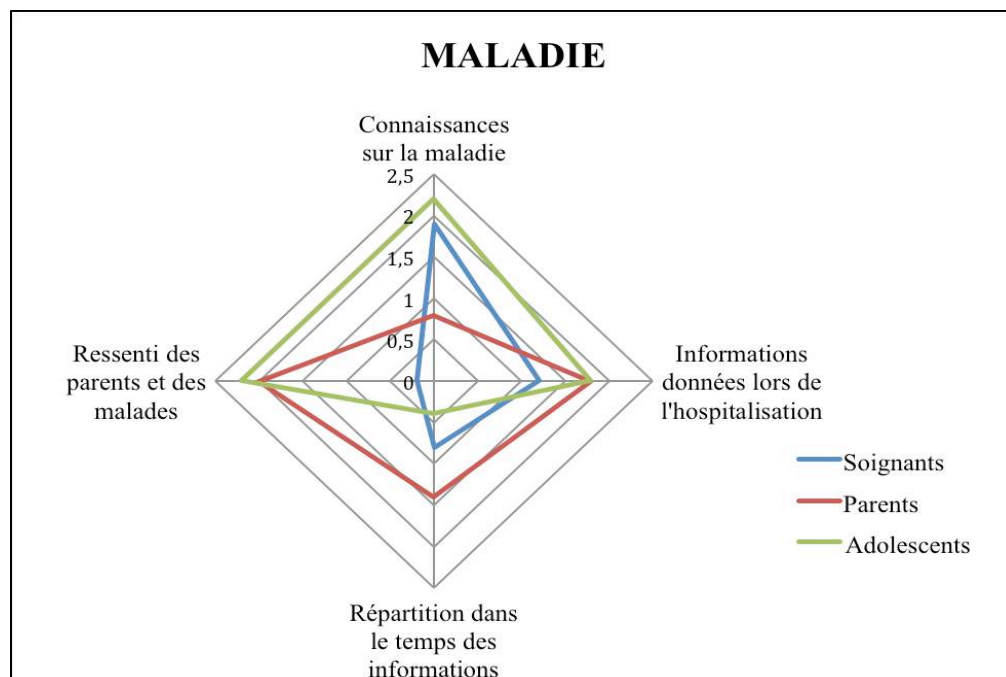 MALADIE
Connaissances
sur la maladie
2,5
2
1,5
1
0,5
0
Ressenti des
parents et des
malades
Informations
données lors de
l'hospitalisation
Soignants
Parents
Adolescents
Répartition dans
le temps des
informations